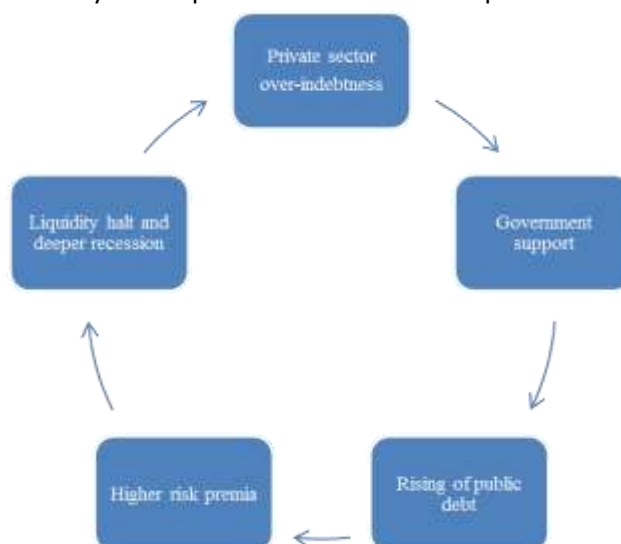 Private sector
over-indebtness
Government
support
Rising of public
debt
Higher risk premia
Liquidity halt and
deeper recession